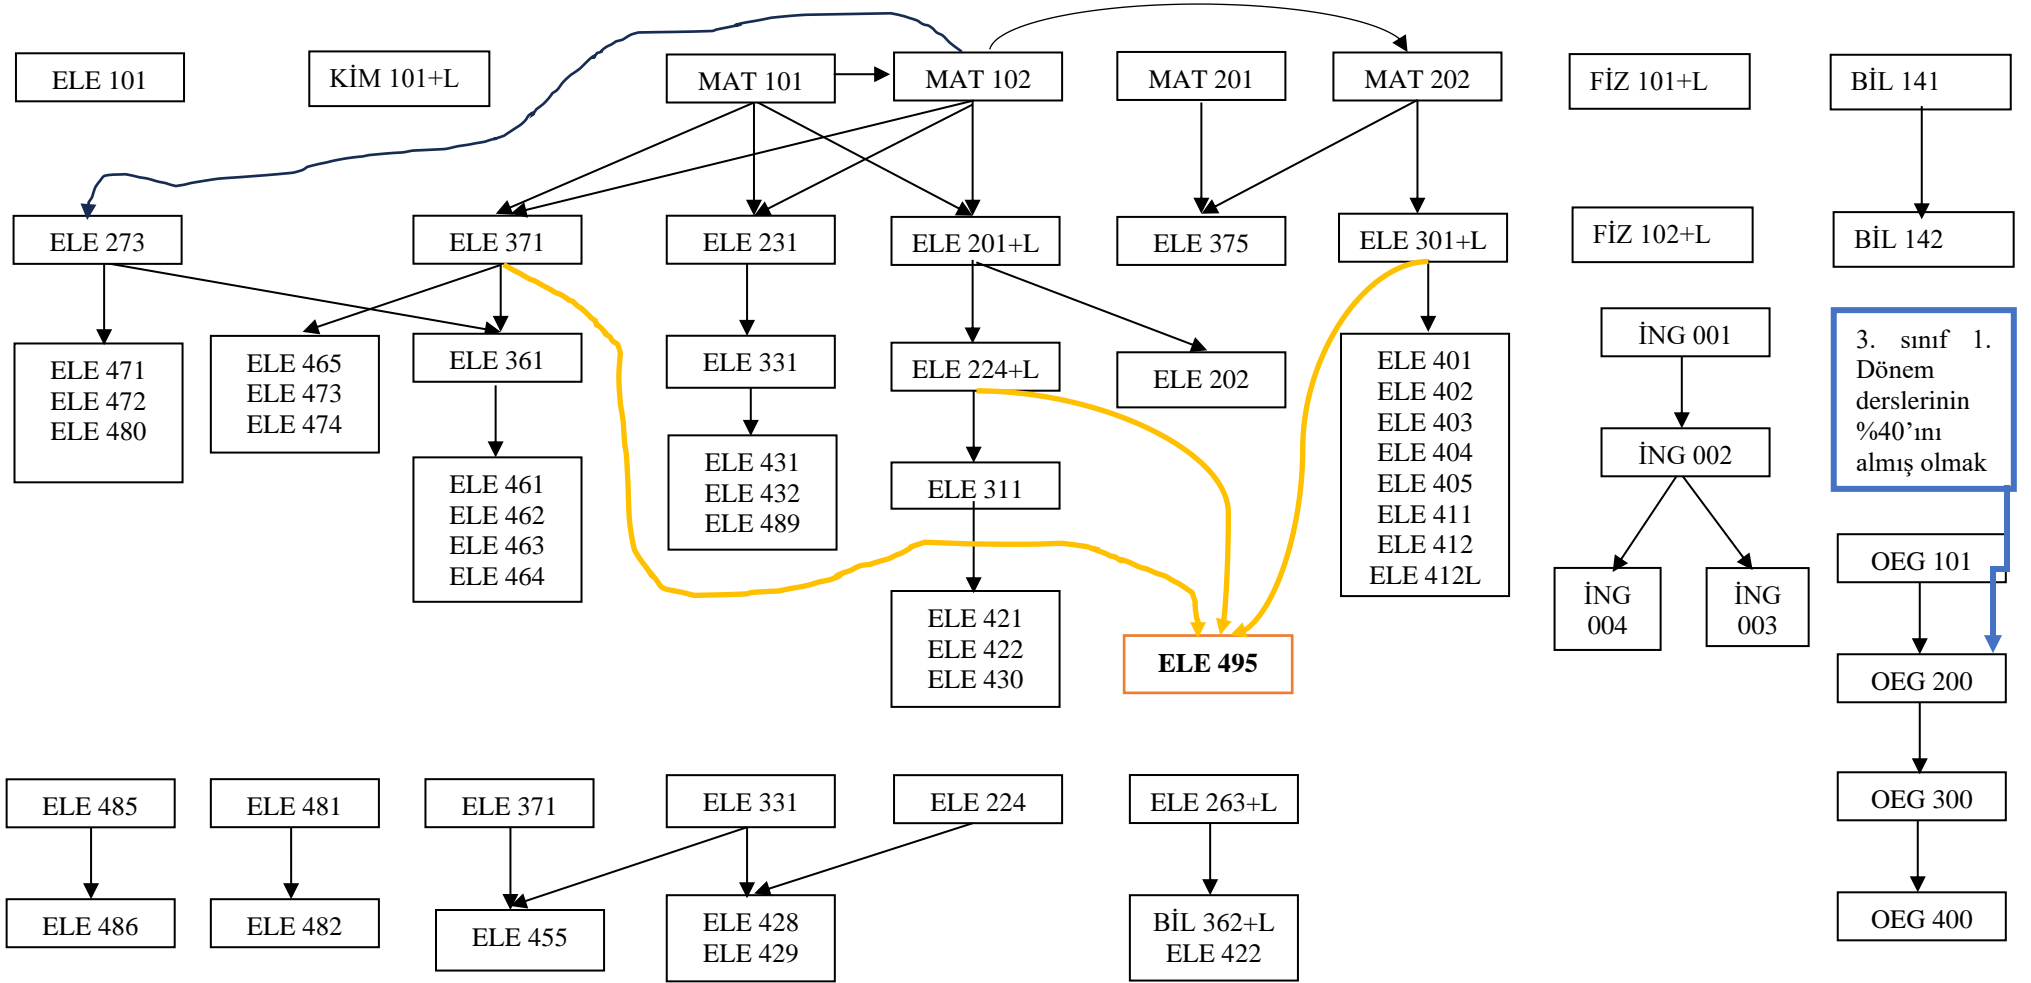 ELE 101
KİM 101+L
MAT 101
MAT 102
MAT 201
MAT 202
FİZ 101+L
BİL 141
ELE 273
ELE 371
ELE 231
ELE 201+L
ELE 375
ELE 301+L
FİZ 102+L
BİL 142
ELE 471
ELE 472
ELE 480
ELE 465
ELE 473
ELE 474
ELE 361
ELE 331
ELE 224+L
ELE 202
ELE 401
ELE 402
ELE 403
ELE 404
ELE 405
ELE 411
ELE 412
ELE 412L
İNG 001
3. sınıf 1.
Dönem
derslerinin
%40’ını
almış olmak
İNG 002
ELE 461
ELE 462
ELE 463
ELE 464
ELE 431
ELE 432
ELE 489
ELE 311
OEG 101
İNG
004
İNG
003
ELE 421
ELE 422
ELE 430
ELE 495
OEG 200
ELE 485
ELE 481
ELE 371
ELE 331
ELE 224
ELE 263+L
OEG 300
ELE 486
ELE 482
ELE 455
ELE 428
ELE 429
BİL 362+L
ELE 422
OEG 400